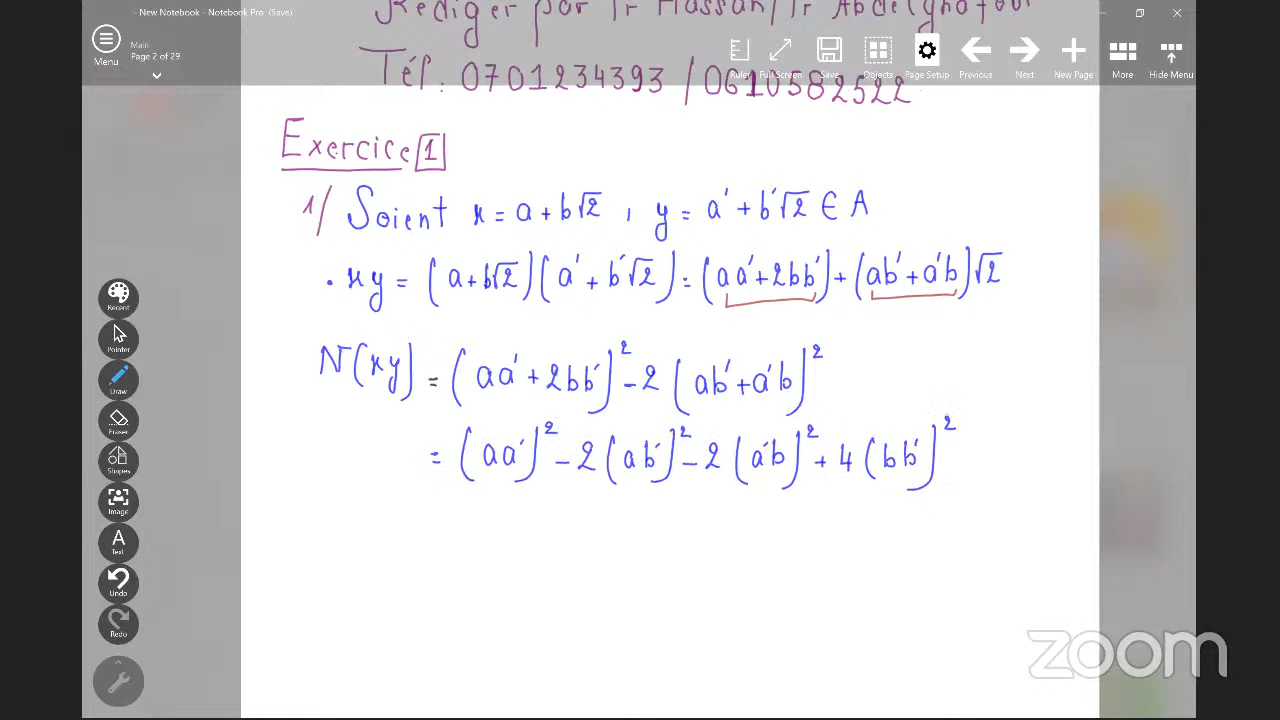 - New Notebook - Notebook Pro (Save)
Menu
Main
Page 2 of 29
Ruler
Full Screen
Save
Objects
Page Setup
Previous
Next
New Page
More
Hide Menu
Rédiger par Pr Hassan/Pr Abdelghafour
Tél: 0701234393 / 0610582522
Exercice 1
1/ Soient x = a + b√2 , y = a' + b'√2 ∈ A
. xy = (a + b√2)(a' + b'√2) = (aa' + 2bb') + (ab' + a'b)√2
N(xy) = (aa' + 2bb')² - 2(ab' + a'b)²
= (aa')² - 2(ab')² - 2(a'b)² + 4(bb')²
Recent
Pointer
Draw
Eraser
Shapes
Image
A
Text
Undo
Redo
zoom